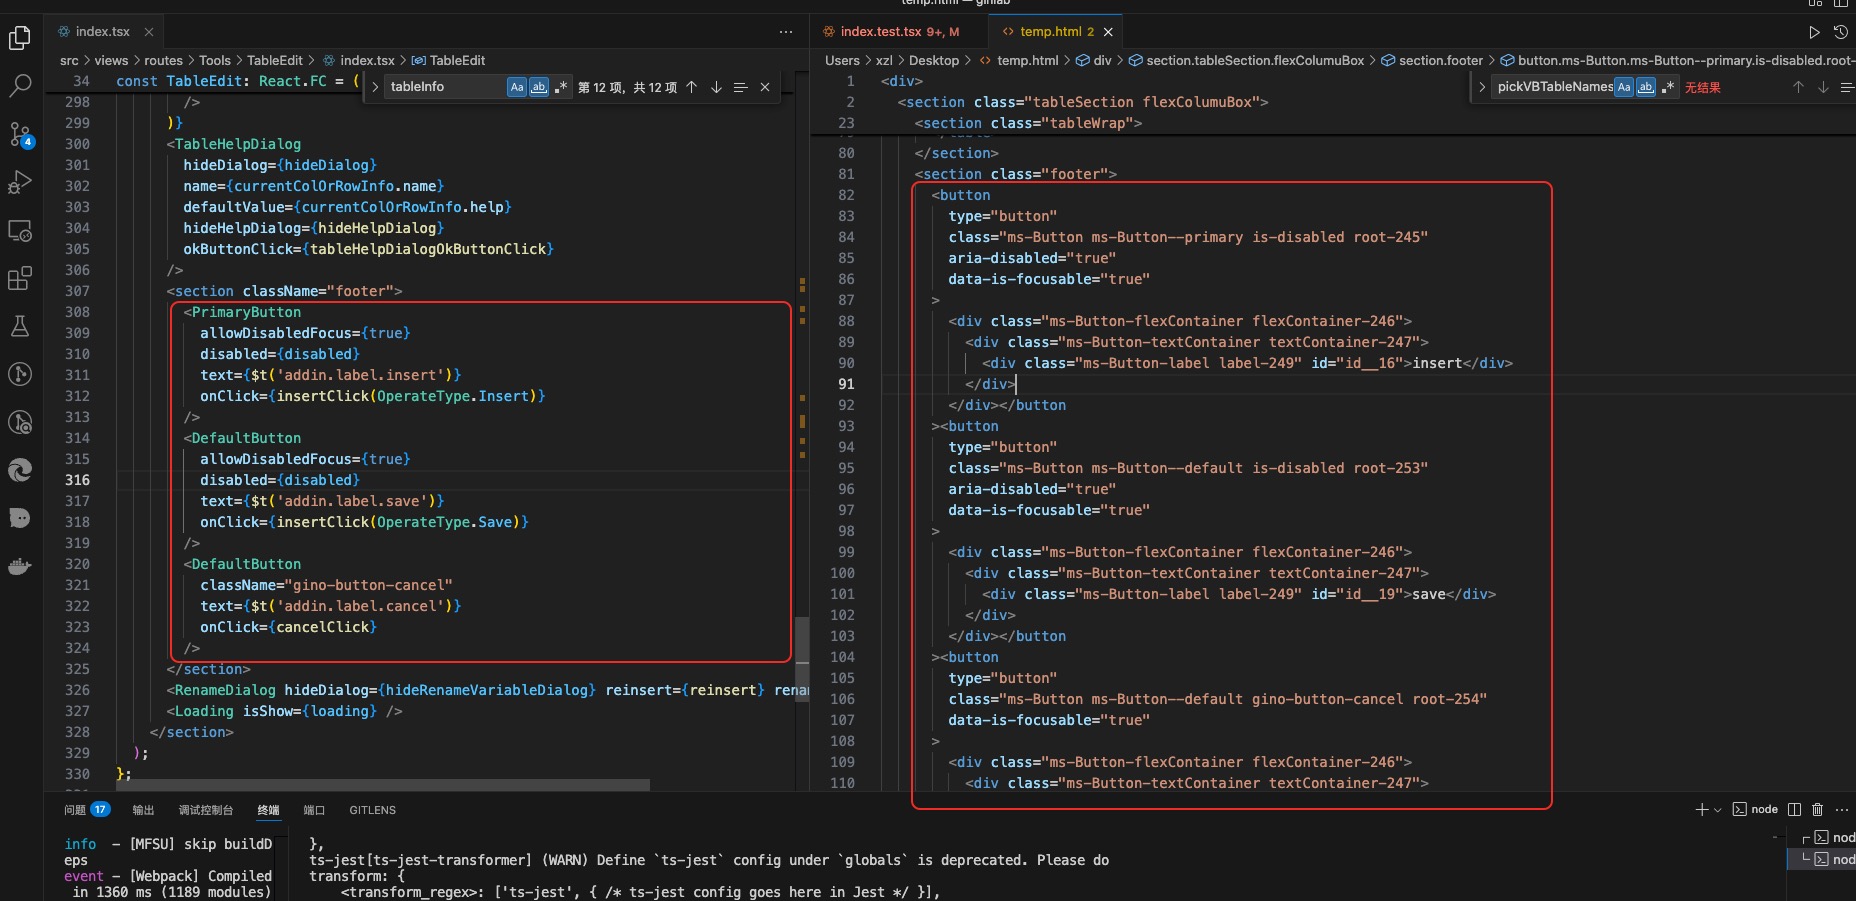 temp.html — ginlab
index.tsx
src > views > routes > Tools > TableEdit > index.tsx > TableEdit
34 const TableEdit: React.FC = (
tableInfo
Aa ab .*
第 12 项，共 12 项
298 />
299 )}
300 <TableHelpDialog
301 hideDialog={hideDialog}
302 name={currentColOrRowInfo.name}
303 defaultValue={currentColOrRowInfo.help}
304 hideHelpDialog={hideHelpDialog}
305 okButtonClick={tableHelpDialogOkButtonClick}
306 />
307 <section className="footer">
308 <PrimaryButton
309 allowDisabledFocus={true}
310 disabled={disabled}
311 text={$t('addin.label.insert')}
312 onClick={insertClick(OperateType.Insert)}
313 />
314 <DefaultButton
315 allowDisabledFocus={true}
316 disabled={disabled}
317 text={$t('addin.label.save')}
318 onClick={insertClick(OperateType.Save)}
319 />
320 <DefaultButton
321 className="gino-button-cancel"
322 text={$t('addin.label.cancel')}
323 onClick={cancelClick}
324 />
325 </section>
326 <RenameDialog hideDialog={hideRenameVariableDialog} reinsert={reinsert} rena
327 <Loading isShow={loading} />
328 </section>
329 );
330 };
4
index.test.tsx 9+, M
temp.html 2
Users > xzl > Desktop > temp.html > div > section.tableSection.flexColumuBox > section.footer > button.ms-Button.ms-Button--primary.is-disabled.root-
1 <div>
2 <section class="tableSection flexColumuBox">
23 <section class="tableWrap">
pickVBTableNames
Aa ab .*
无结果
80 </section>
81 <section class="footer">
82 <button
83 type="button"
84 class="ms-Button ms-Button--primary is-disabled root-245"
85 aria-disabled="true"
86 data-is-focusable="true"
87 >
88 <div class="ms-Button-flexContainer flexContainer-246">
89 <div class="ms-Button-textContainer textContainer-247">
90 <div class="ms-Button-label label-249" id="id__16">insert</div>
91 </div>
92 </div></button
93 ><button
94 type="button"
95 class="ms-Button ms-Button--default is-disabled root-253"
96 aria-disabled="true"
97 data-is-focusable="true"
98 >
99 <div class="ms-Button-flexContainer flexContainer-246">
100 <div class="ms-Button-textContainer textContainer-247">
101 <div class="ms-Button-label label-249" id="id__19">save</div>
102 </div>
103 </div></button
104 ><button
105 type="button"
106 class="ms-Button ms-Button--default gino-button-cancel root-254"
107 data-is-focusable="true"
108 >
109 <div class="ms-Button-flexContainer flexContainer-246">
110 <div class="ms-Button-textContainer textContainer-247">
问题 17 输出 调试控制台 终端 端口 GITLENS
node
info - [MFSU] skip buildD
eps
event - [Webpack] Compiled
in 1360 ms (1189 modules)
},
ts-jest[ts-jest-transformer] (WARN) Define `ts-jest` config under `globals` is deprecated. Please do
transform: {
<transform_regex>: ['ts-jest', { /* ts-jest config goes here in Jest */ }],
nod
nod